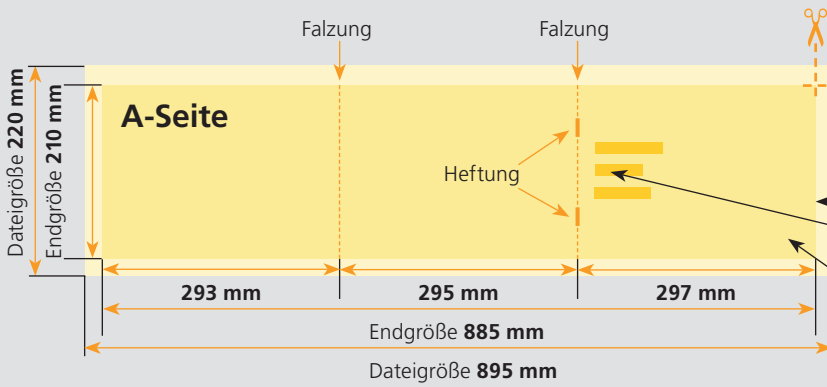 Falzung
Falzung
A-Seite
Dateigröße 220 mm
Endgröße 210 mm
Heftung
293 mm
295 mm
297 mm
Endgröße 885 mm
Dateigröße 895 mm